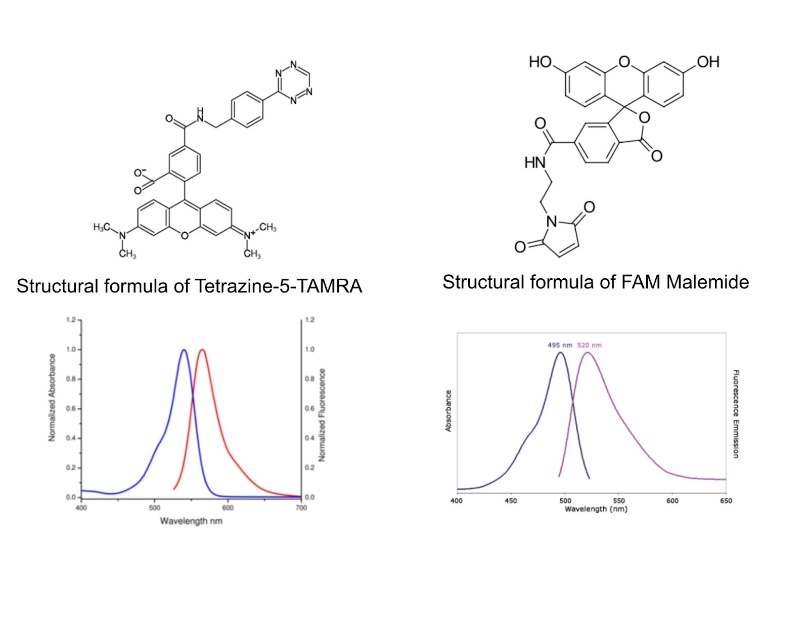 HO
O
OH
O
O
O
HN
N
O
O
N
N
N
N
O
H
N
O-
O
H3C
N
CH3
O
N+
CH3
CH3
Structural formula of Tetrazine-5-TAMRA
Structural formula of FAM Malemide
1.2
1.0
0.8
0.6
0.4
0.2
0.0
Normalized Absorbance
400
500
600
700
Wavelength nm
1.2
1.0
0.8
0.6
0.4
0.2
0.0
Normalized Fluorescence
495 nm 520 nm
Absorbance
Fluorescence Emmission
400
450
500
550
600
650
Wavelength (nm)